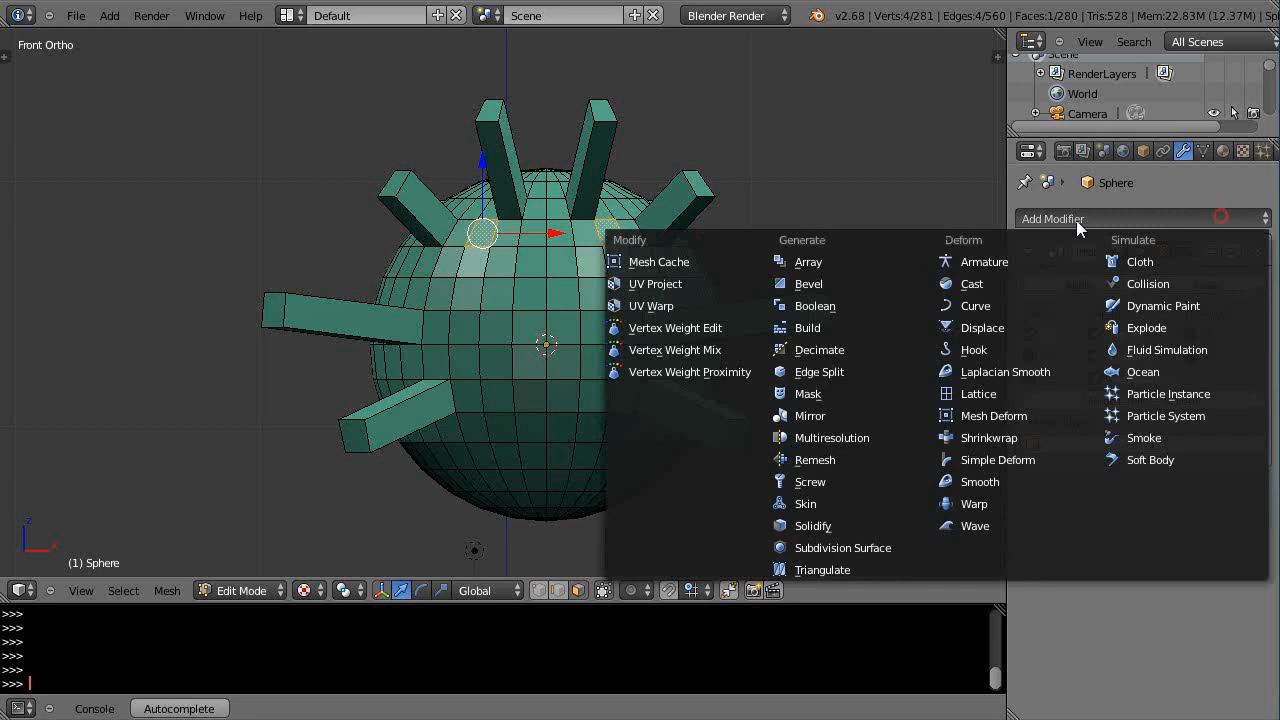 File Add Render Window Help Default Scene Blender Render v2.68 | Verts:4/281 | Edges:4/560 | Faces:1/280 | Tris:528 | Mem:22.83M (12.37M) |
Front Ortho
View Search All Scenes
Scene
RenderLayers
World
Camera
Sphere
Add Modifier
Modify Generate Deform Simulate
Mesh Cache Array Armature Cloth
UV Project Bevel Cast Collision
UV Warp Boolean Curve Dynamic Paint
Vertex Weight Edit Build Displace Explode
Vertex Weight Mix Decimate Hook Fluid Simulation
Vertex Weight Proximity Edge Split Laplacian Smooth Ocean
Mask Lattice Particle Instance
Mirror Mesh Deform Particle System
Multiresolution Shrinkwrap Smoke
Remesh Simple Deform Soft Body
Screw Smooth
Skin Warp
Solidify Wave
Subdivision Surface
Triangulate
z
x
(1) Sphere
View Select Mesh Edit Mode Global
>>>
>>>
>>>
>>>
>>>
>>>
Console Autocomplete